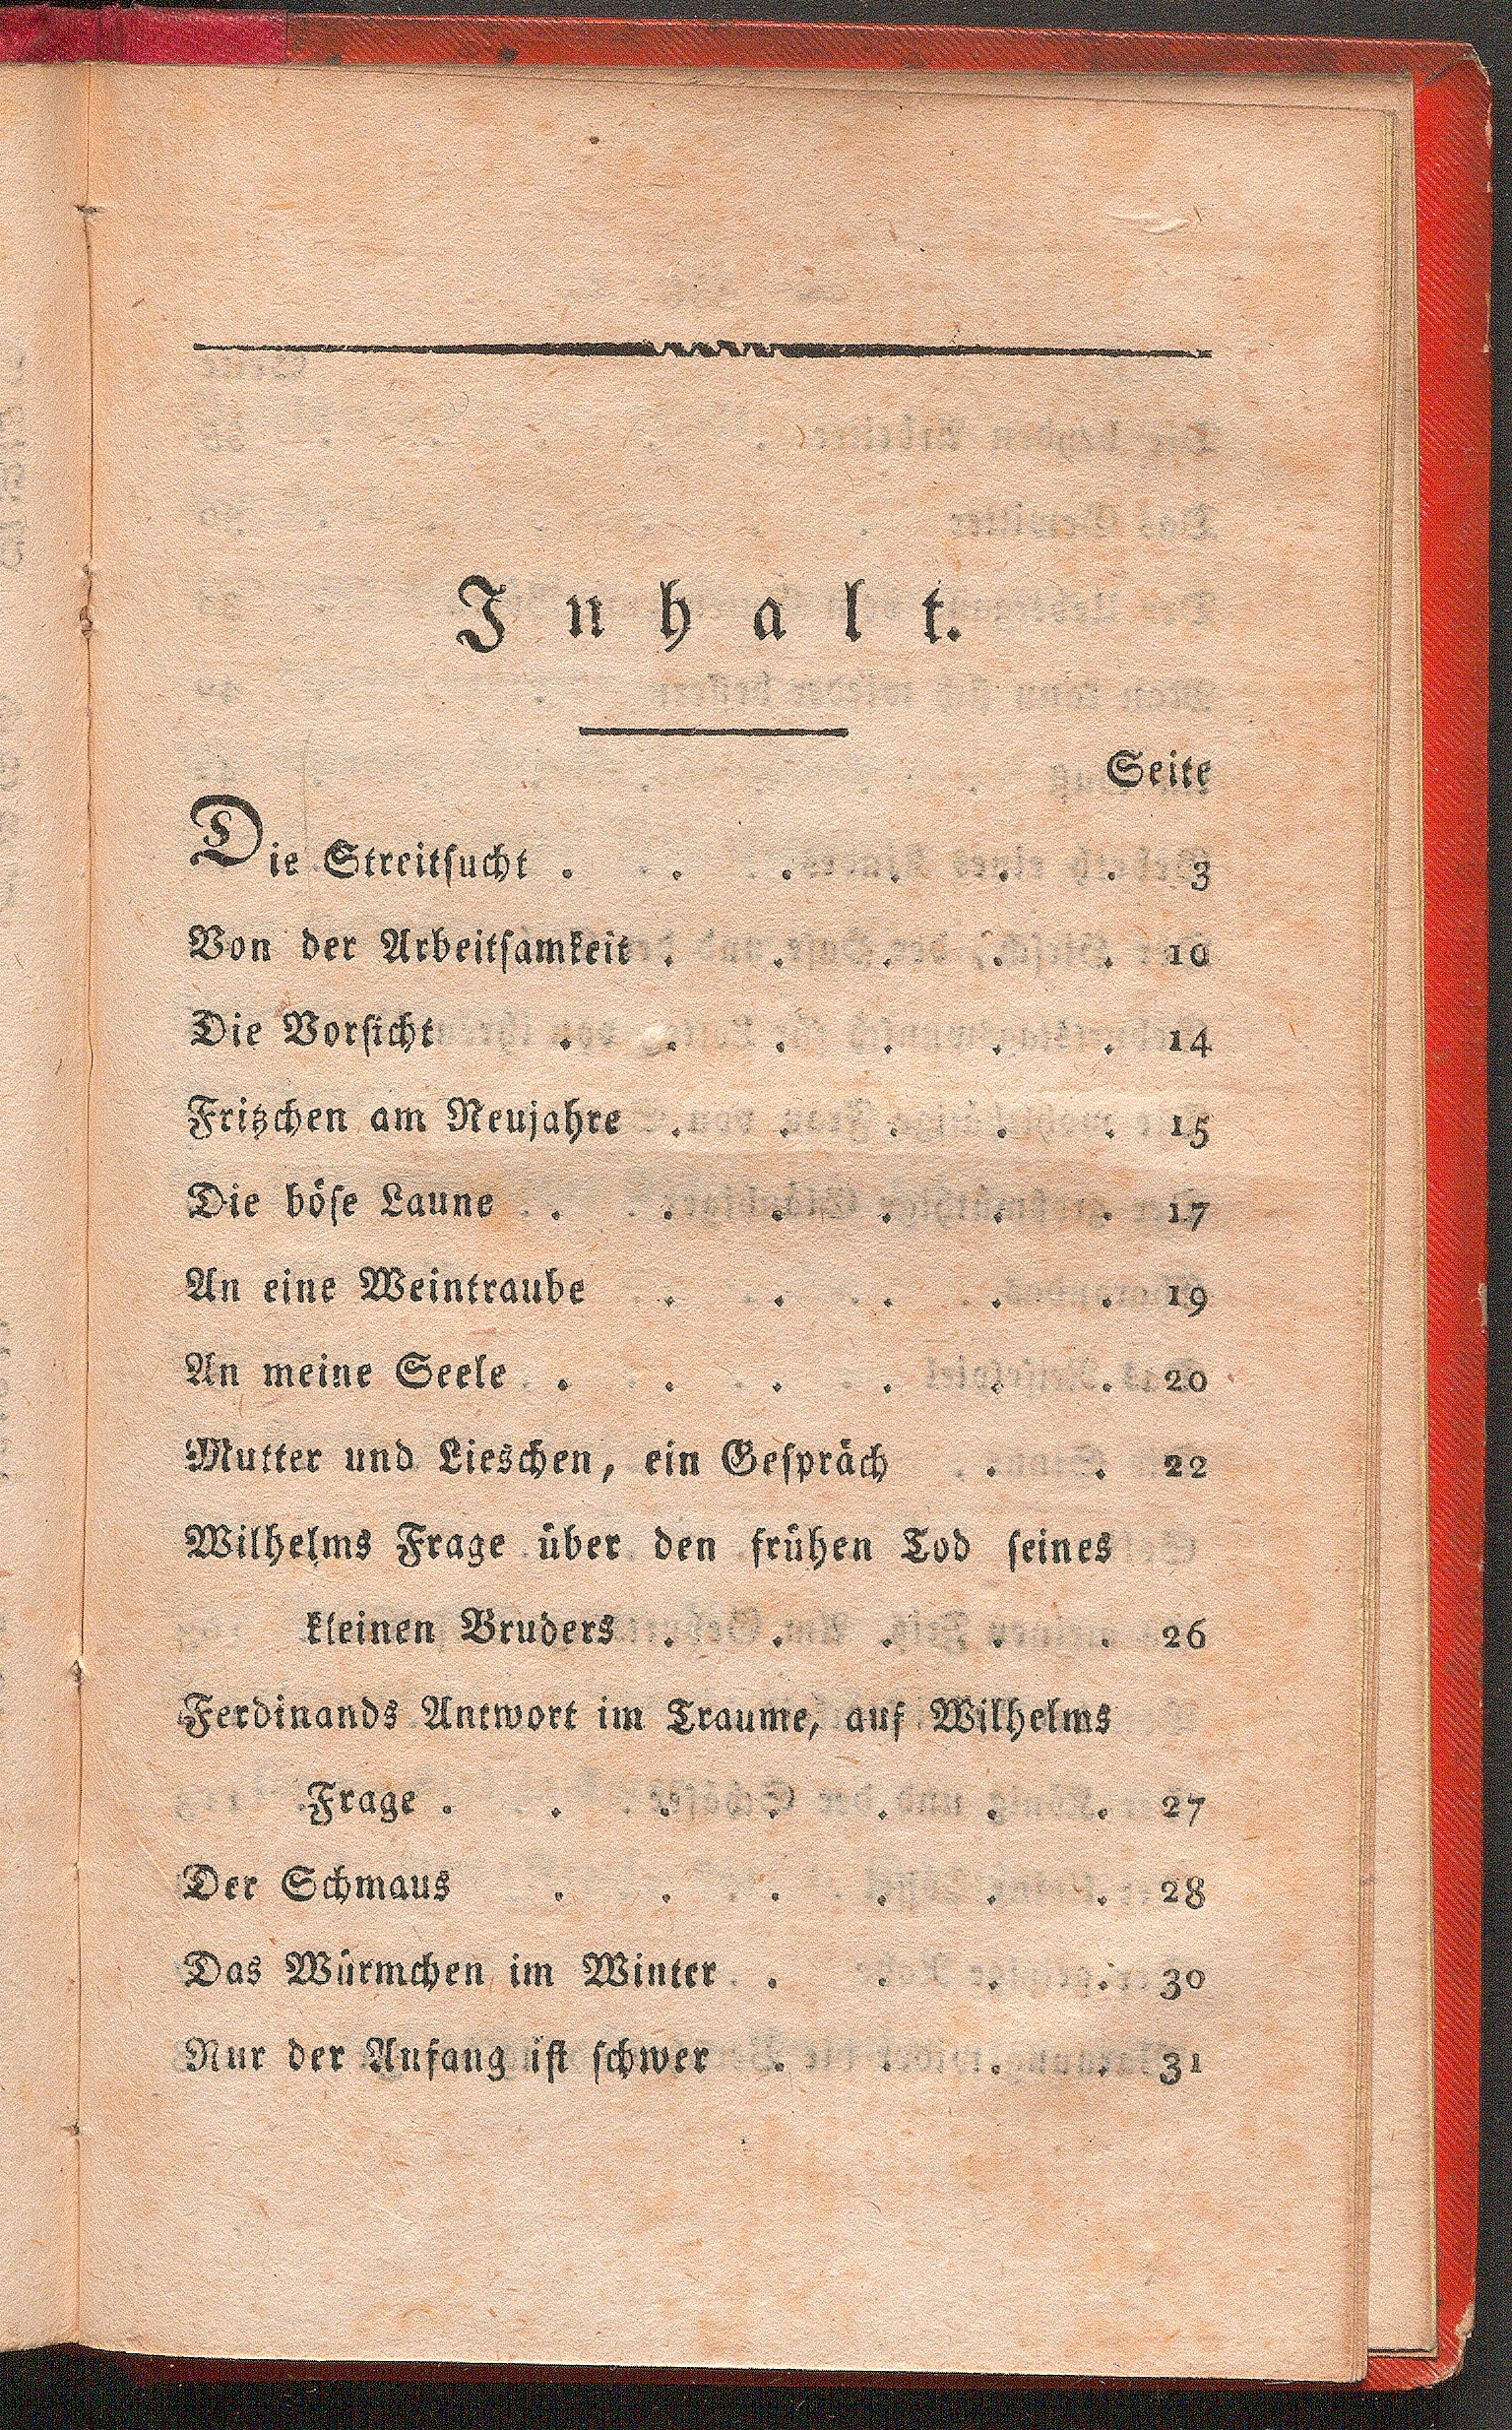 Inhalt.
Seite
Die Streitsucht . . . . . . 3
Von der Arbeitsamkeit . . . . . 10
Die Vorsicht . . . . . . 14
Fritzchen am Neujahre . . . . . 15
Die böse Laune . . . . . . 17
An eine Weintraube . . . . . 19
An meine Seele . . . . . . 20
Mutter und Lieschen, ein Gespräch . . 22
Wilhelms Frage über den frühen Tod seines
kleinen Bruders . . . . . 26
Ferdinands Antwort im Traume, auf Wilhelms
Frage . . . . . . . 27
Der Schmaus . . . . . . 28
Das Würmchen im Winter . . . . 30
Nur der Anfang ist schwer . . . . 31